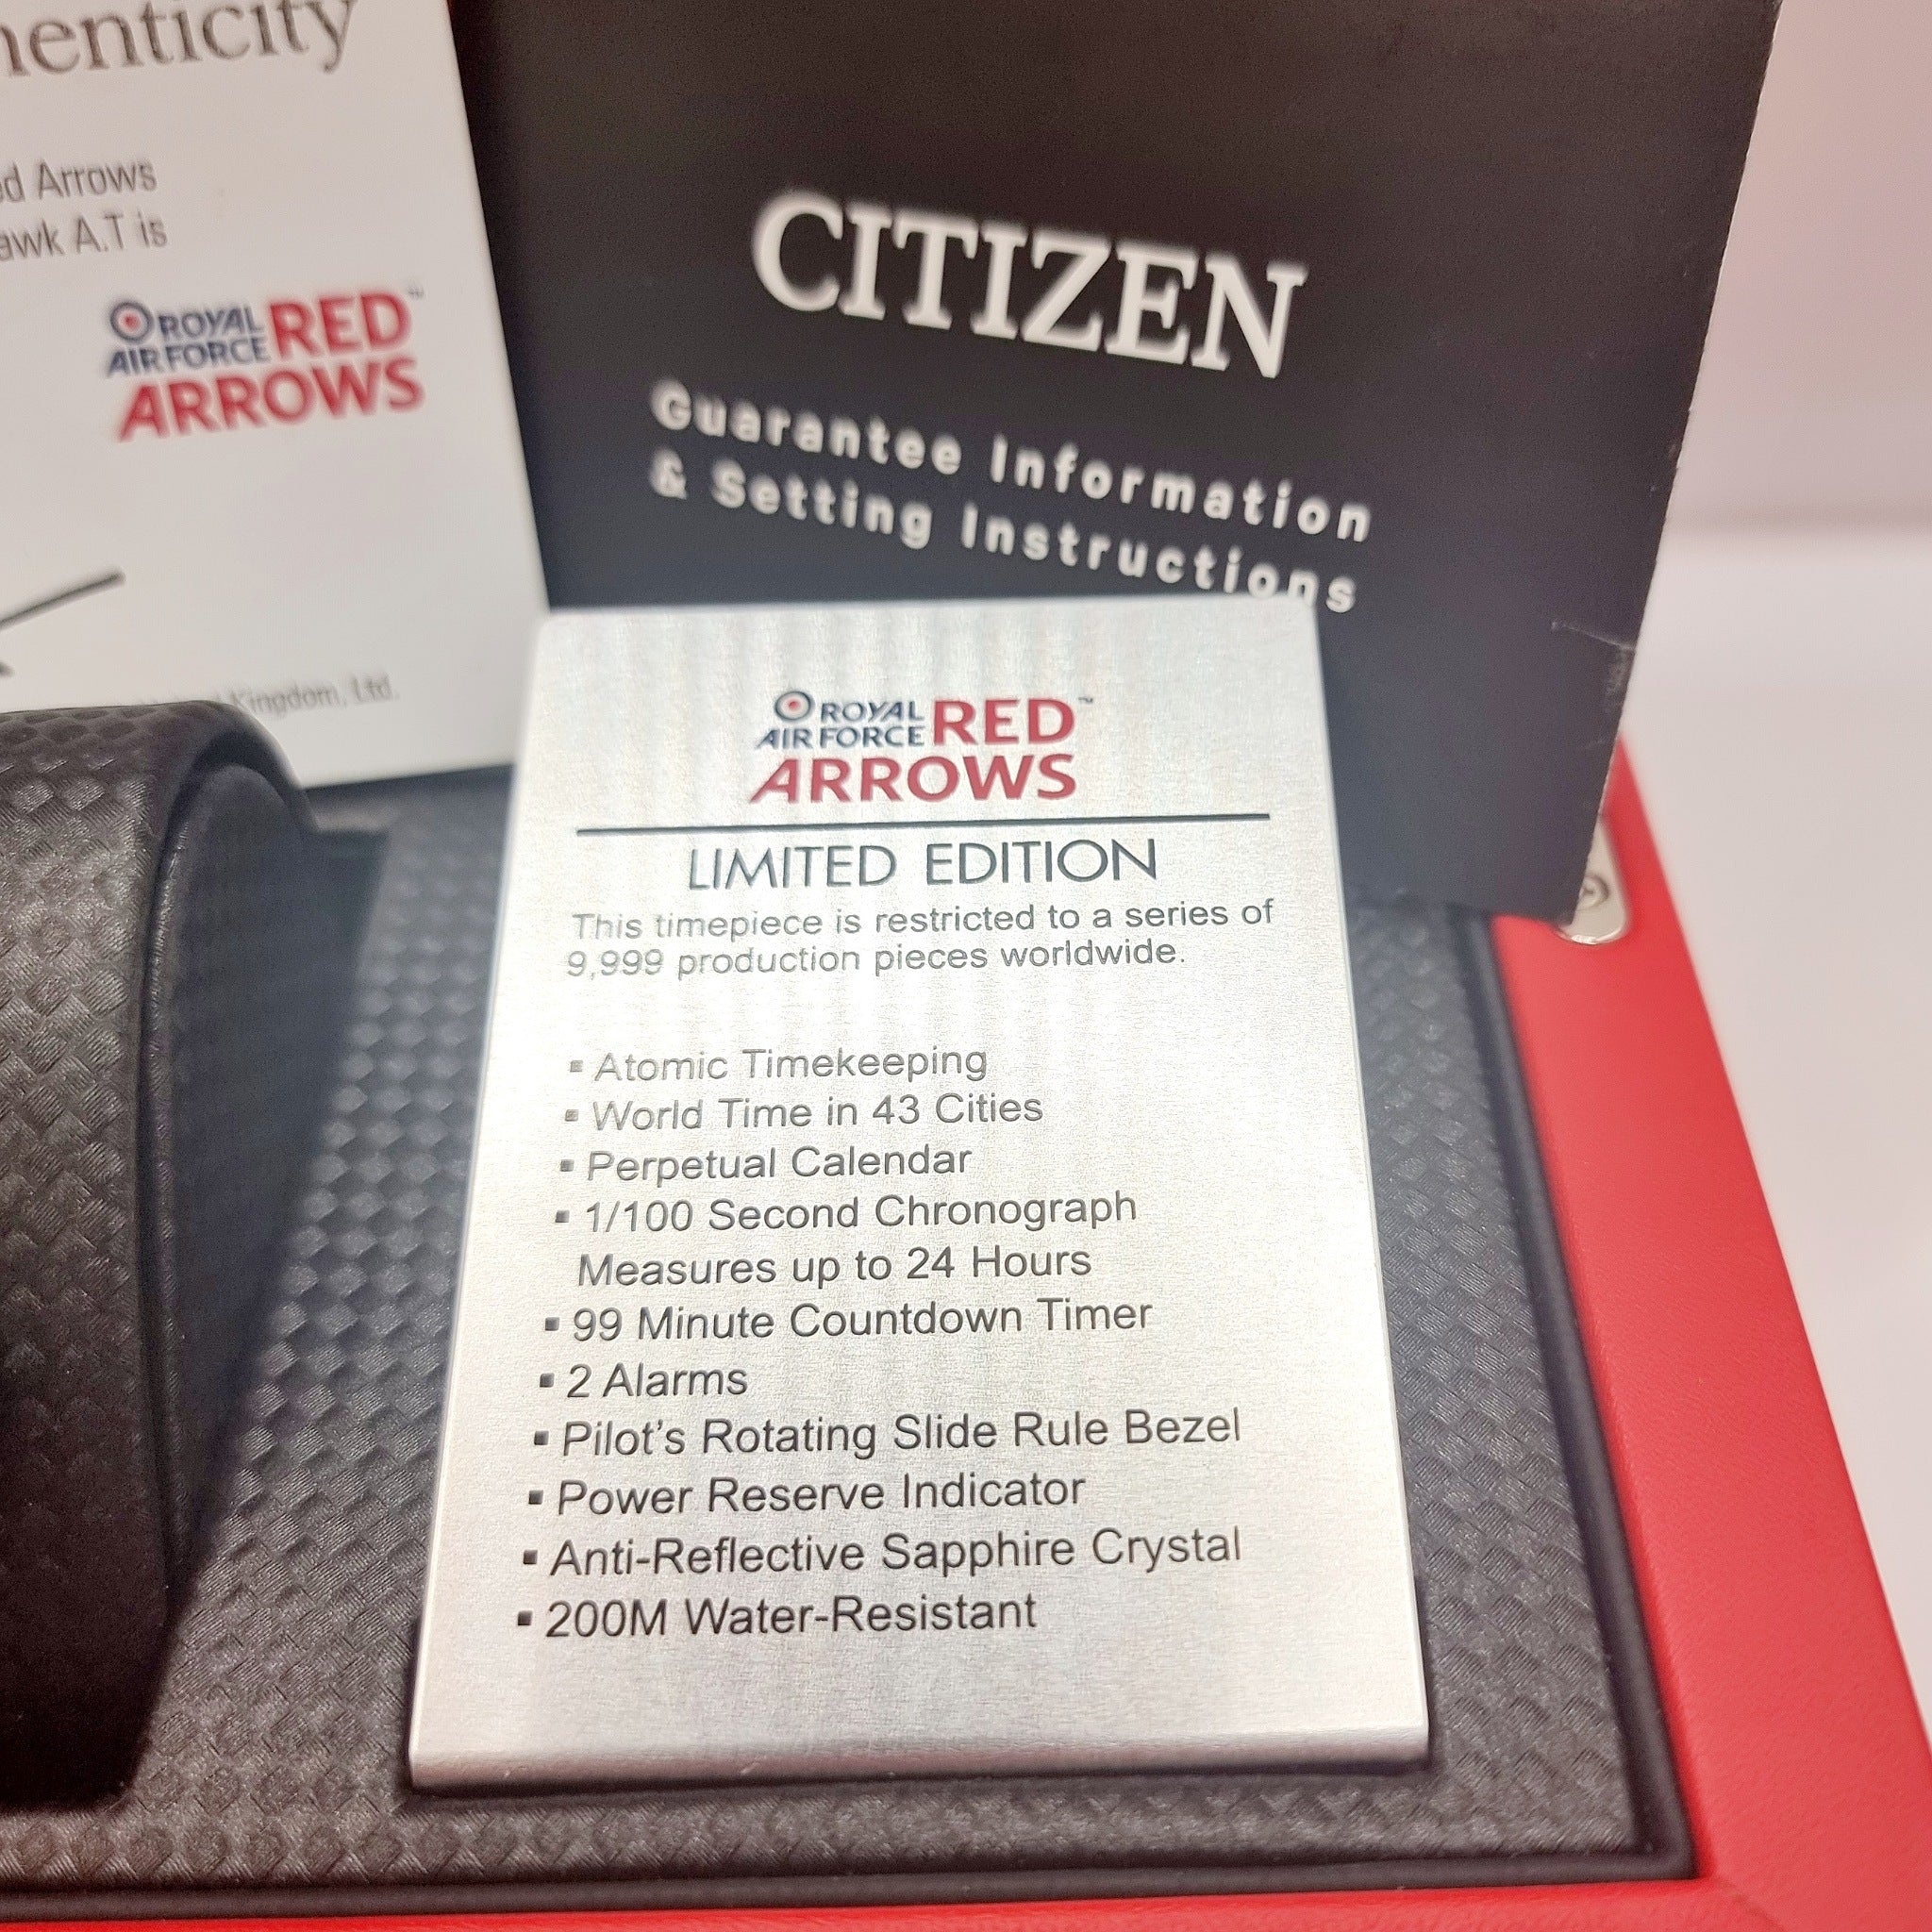 ed Arrows
A.T is
ROYAL
AIR FORCE RED
ARROWS
Kingdom, Ltd.
CITIZEN
Guarantee Information
& Setting Instructions
ROYAL
AIR FORCE RED™
ARROWS
LIMITED EDITION
This timepiece is restricted to a series of
9,999 production pieces worldwide.
▪ Atomic Timekeeping
▪ World Time in 43 Cities
▪ Perpetual Calendar
▪ 1/100 Second Chronograph
Measures up to 24 Hours
▪ 99 Minute Countdown Timer
▪ 2 Alarms
▪ Pilot's Rotating Slide Rule Bezel
▪ Power Reserve Indicator
▪ Anti-Reflective Sapphire Crystal
▪ 200M Water-Resistant